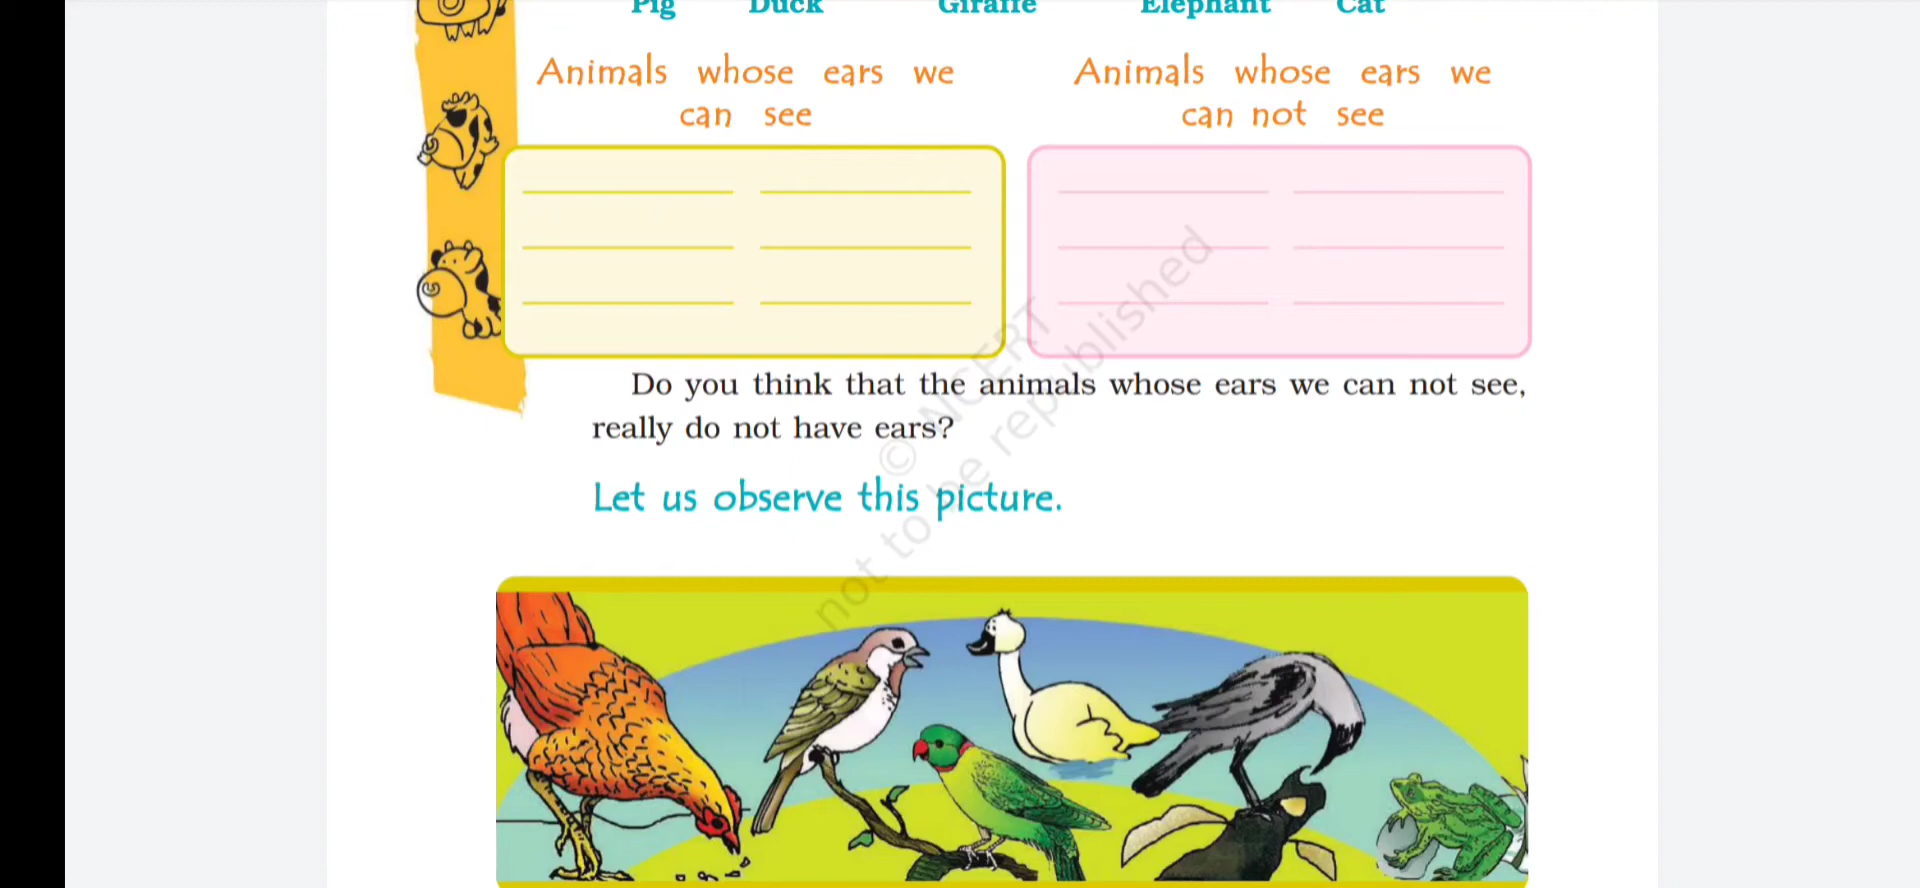 Pig Duck Giraffe Elephant Cat
Animals whose ears we can see
Animals whose ears we can not see
Do you think that the animals whose ears we can not see,
really do not have ears?
Let us observe this picture.
© NCERT
not to be republished